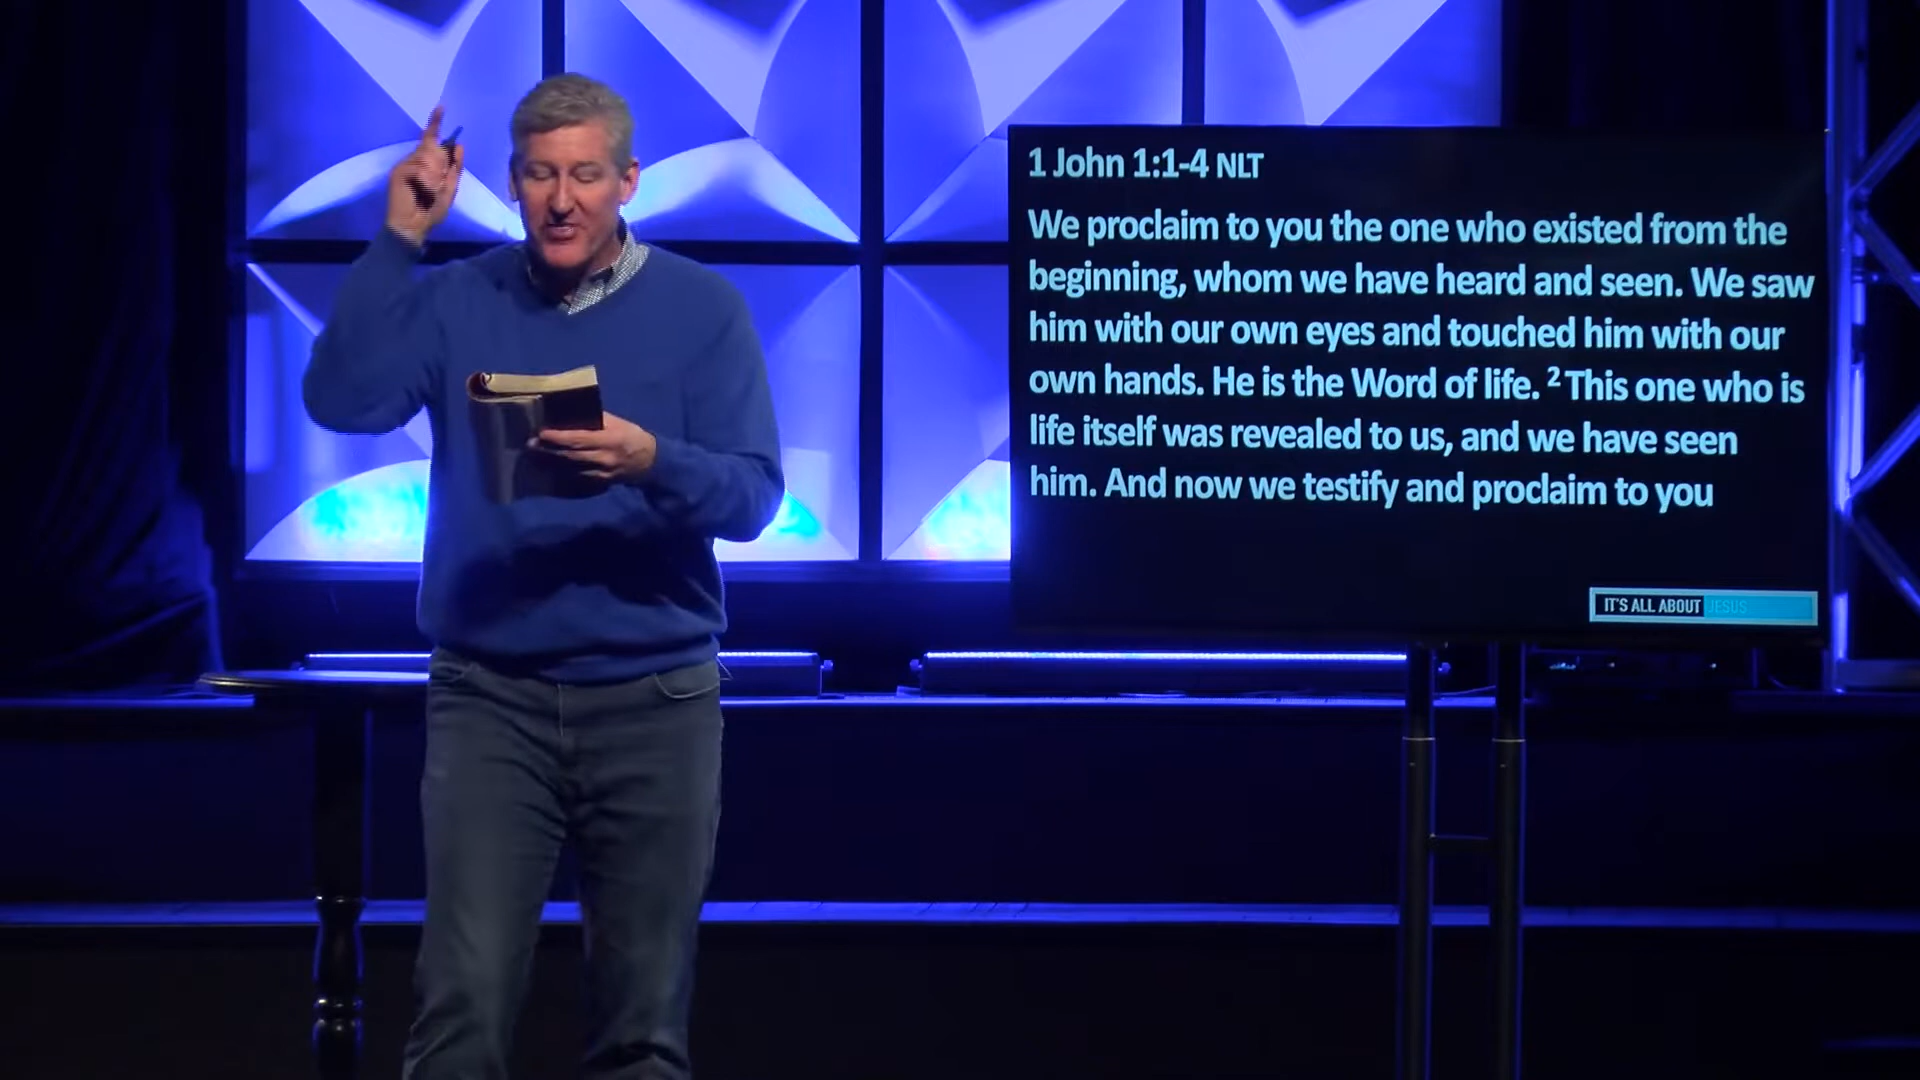 1 John 1:1-4 NLT
We proclaim to you the one who existed from the
beginning, whom we have heard and seen. We saw
him with our own eyes and touched him with our
own hands. He is the Word of life. ² This one who is
life itself was revealed to us, and we have seen
him. And now we testify and proclaim to you
IT'S ALL ABOUT JESUS